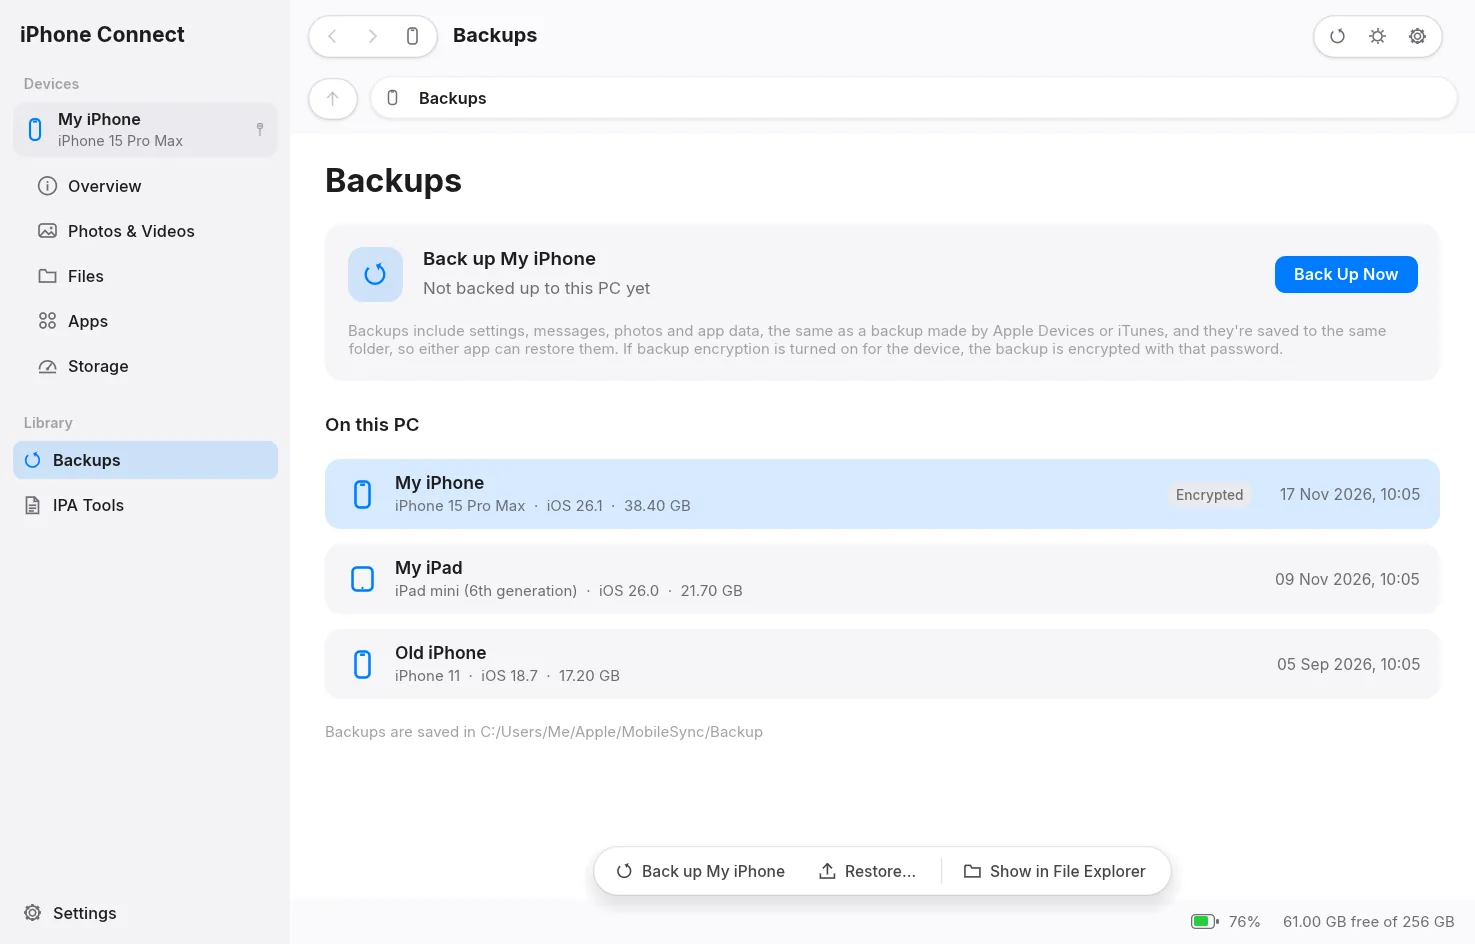 iPhone Connect
Devices
My iPhone
iPhone 15 Pro Max
Overview
Photos & Videos
Files
Apps
Storage
Library
Backups
IPA Tools
Settings
Backups
Backups
Backups
Back up My iPhone
Not backed up to this PC yet
Back Up Now
Backups include settings, messages, photos and app data, the same as a backup made by Apple Devices or iTunes, and they're saved to the same
folder, so either app can restore them. If backup encryption is turned on for the device, the backup is encrypted with that password.
On this PC
My iPhone
iPhone 15 Pro Max · iOS 26.1 · 38.40 GB
Encrypted
17 Nov 2026, 10:05
My iPad
iPad mini (6th generation) · iOS 26.0 · 21.70 GB
09 Nov 2026, 10:05
Old iPhone
iPhone 11 · iOS 18.7 · 17.20 GB
05 Sep 2026, 10:05
Backups are saved in C:/Users/Me/Apple/MobileSync/Backup
Back up My iPhone
Restore...
Show in File Explorer
76%
61.00 GB free of 256 GB